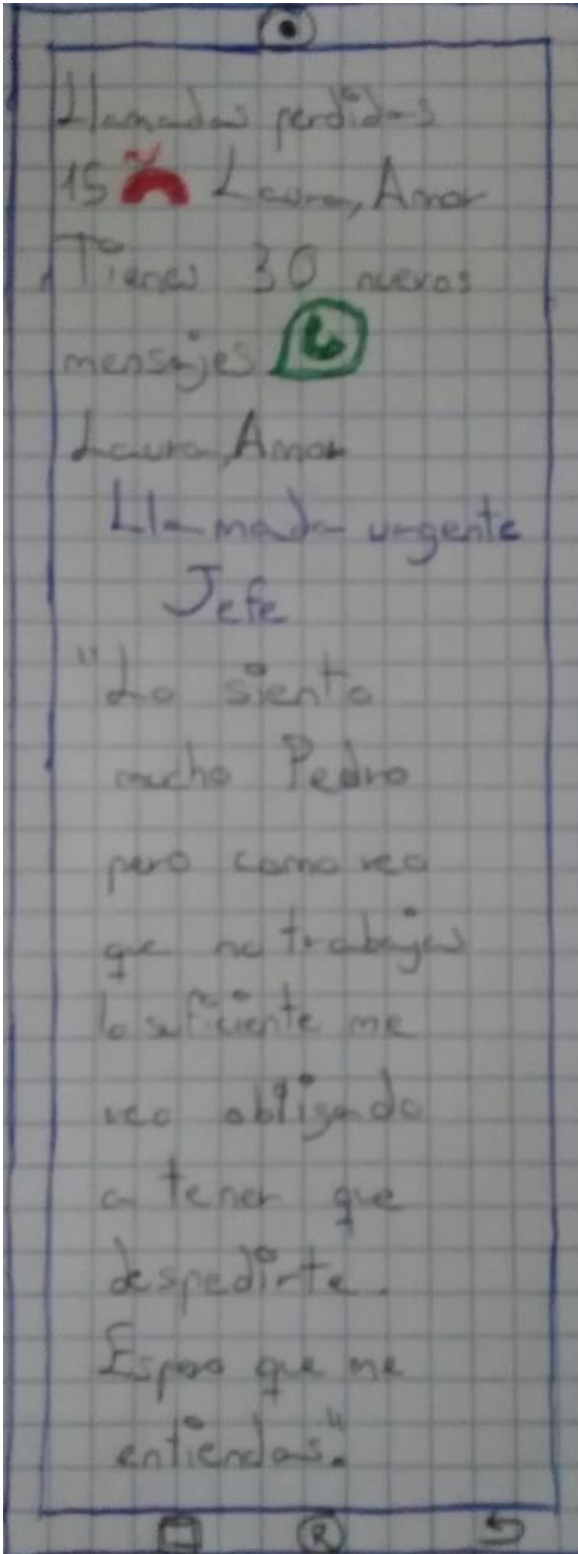 Llamadas perdidas
15 Laura, Amor
Tienes 30 nuevos
mensajes
Laura, Amor
Llamada urgente
Jefe
"Lo siento
mucho Pedro
pero como veo
que no trabajas
lo suficiente me
veo obligado
a tener que
despedirte.
Espero que me
entiendas".